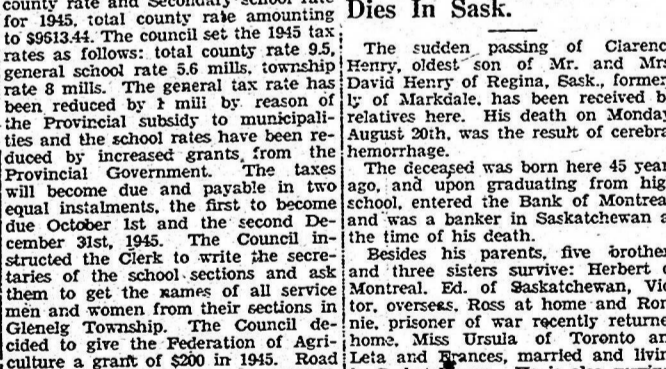 county rate and Secondary school rate
for 1945, total county rate amounting
to $9613.44. The council set the 1945 tax
rates as follows: total county rate 9.5,
general school rate 5.6 mills, township
rate 8 mills. The general tax rate has
been reduced by 1 mill by reason of
the Provincial subsidy to municipali-
ties and the school rates have been re-
duced by increased grants, from the
Provincial Government. The taxes
will become due and payable in two
equal instalments, the first to become
due October 1st and the second De-
cember 31st, 1945. The Council in-
structed the Clerk to write the secre-
taries of the school sections and ask
them to get the names of all service
men and women from their sections in
Glenelg Township. The Council de-
cided to give the Federation of Agri-
culture a grant of $200 in 1945. Road
Dies In Sask.
The sudden passing of Clarenc
Henry, oldest son of Mr. and Mrs
David Henry of Regina, Sask., former
ly of Markdale, has been received b
relatives here. His death on Monday
August 20th, was the result of cerebra
hemorrhage.
The deceased was born here 45 year
ago, and upon graduating from hig
school, entered the Bank of Montrea
and was a banker in Saskatchewan a
the time of his death.
Besides his parents, five brother
and three sisters survive: Herbert o
Montreal. Ed. of Saskatchewan, Vic
tor, overseas, Ross at home and Ron
nie, prisoner of war recently returne
home, Miss Ursula of Toronto an
Leta and Frances, married and livin